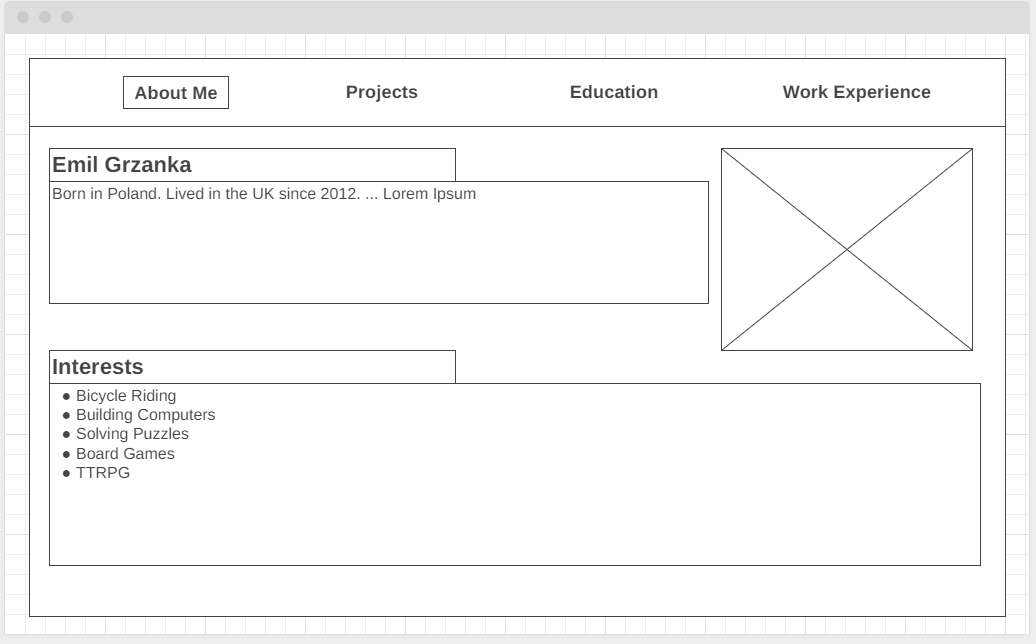 About Me Projects Education Work Experience
Emil Grzanka
Born in Poland. Lived in the UK since 2012. ... Lorem Ipsum
Interests
● Bicycle Riding
● Building Computers
● Solving Puzzles
● Board Games
● TTRPG